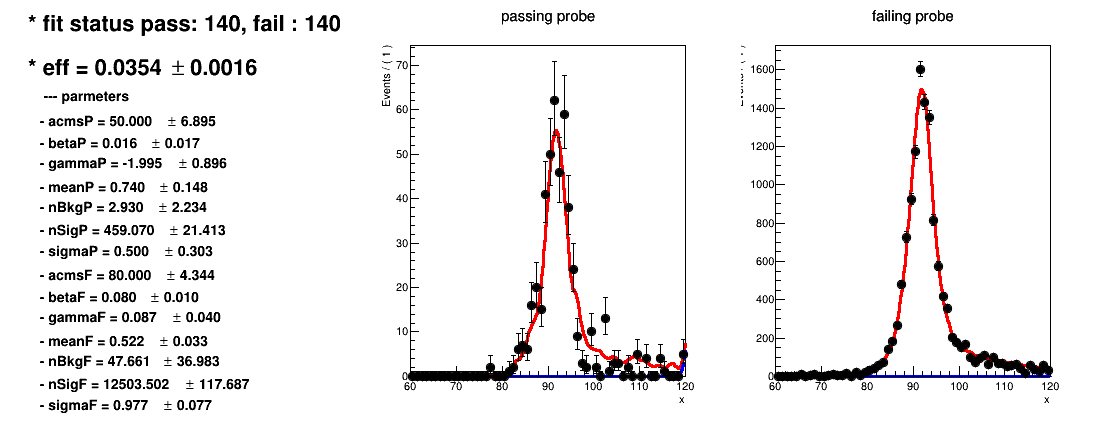 * fit status pass: 140, fail : 140
* eff = 0.0354 ± 0.0016
--- parmeters
- acmsP = 50.000 ± 6.895
- betaP = 0.016 ± 0.017
- gammaP = -1.995 ± 0.896
- meanP = 0.740 ± 0.148
- nBkgP = 2.930 ± 2.234
- nSigP = 459.070 ± 21.413
- sigmaP = 0.500 ± 0.303
- acmsF = 80.000 ± 4.344
- betaF = 0.080 ± 0.010
- gammaF = 0.087 ± 0.040
- meanF = 0.522 ± 0.033
- nBkgF = 47.661 ± 36.983
- nSigF = 12503.502 ± 117.687
- sigmaF = 0.977 ± 0.077
passing probe
Events / ( 1 )
70
60
50
40
30
20
10
0
60 70 80 90 100 110 120
x
failing probe
1600
1400
1200
1000
800
600
400
200
0
60 70 80 90 100 110 120
x